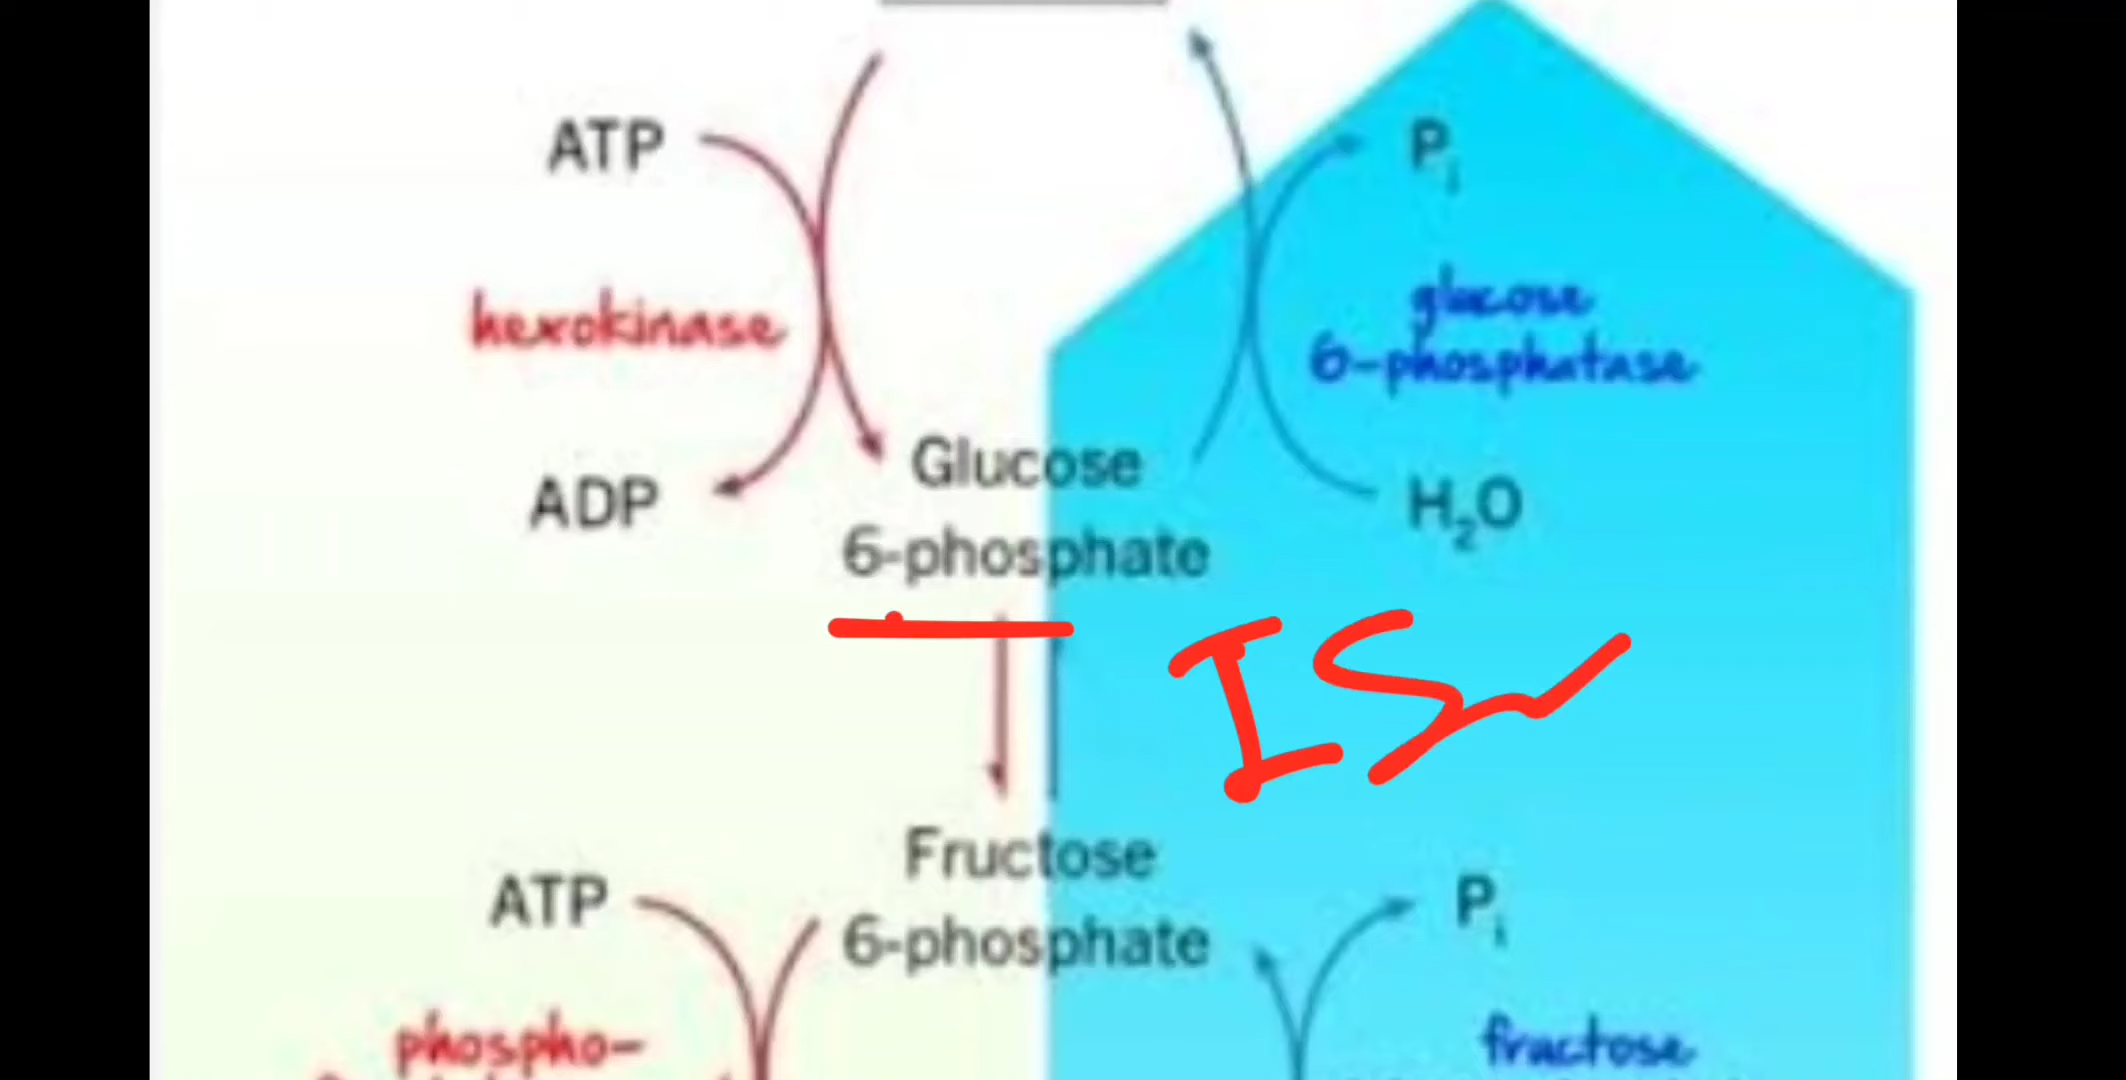 ATP
P
i
hexokinase
glucose
6-phosphatase
Glucose
6-phosphate
ADP
H₂O
IS
Fructose
6-phosphate
ATP
P
i
phospho-
fructose